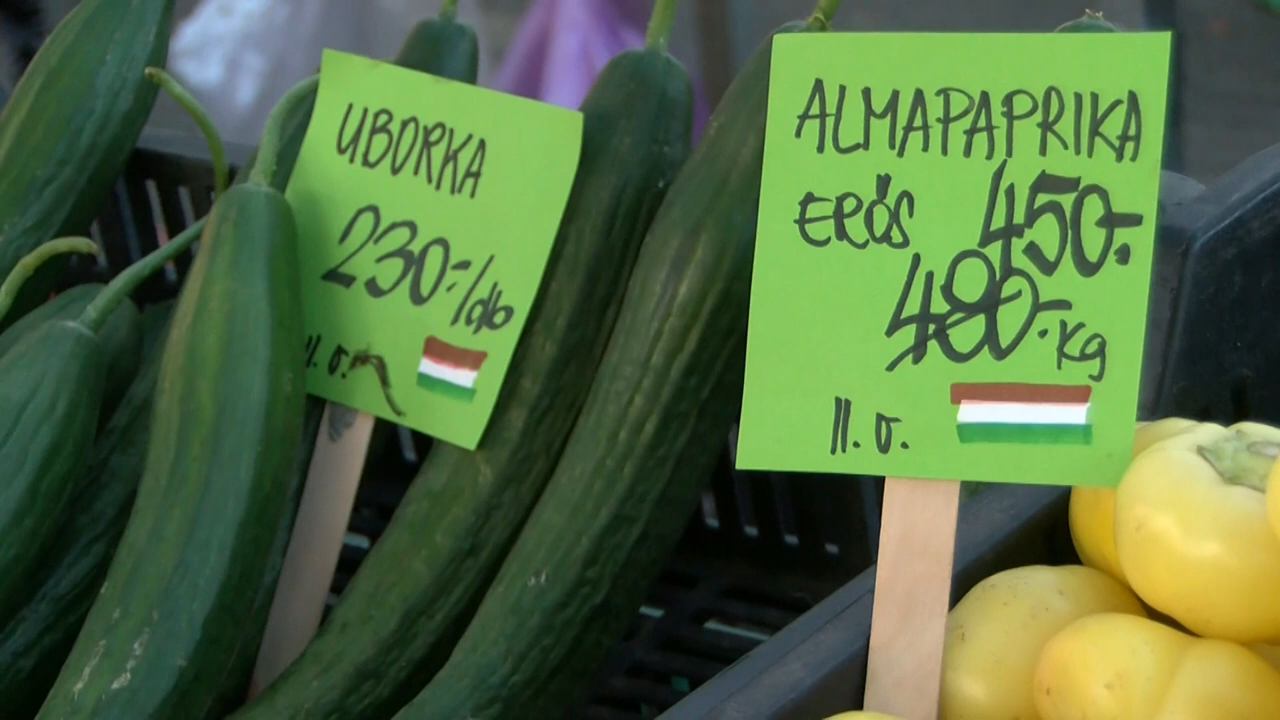 UBORKA
230.-/db
II. o.
ALMAPAPRIKA
ERŐS 450.-
480.- kg
II. o.